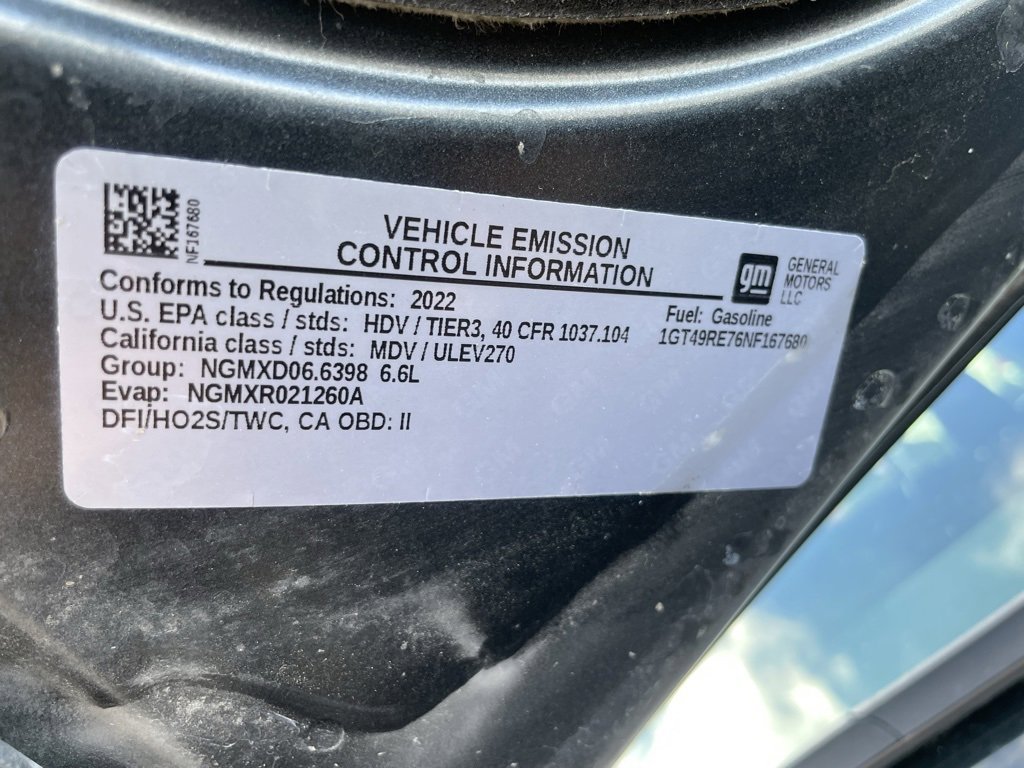 NF167680
VEHICLE EMISSION
CONTROL INFORMATION
gm
GENERAL
MOTORS
LLC
Conforms to Regulations: 2022
Fuel: Gasoline
U.S. EPA class / stds: HDV / TIER3, 40 CFR 1037.104
1GT49RE76NF167680
California class / stds: MDV / ULEV270
Group: NGMXD06.6398 6.6L
Evap: NGMXR021260A
DFI/HO2S/TWC, CA OBD: II